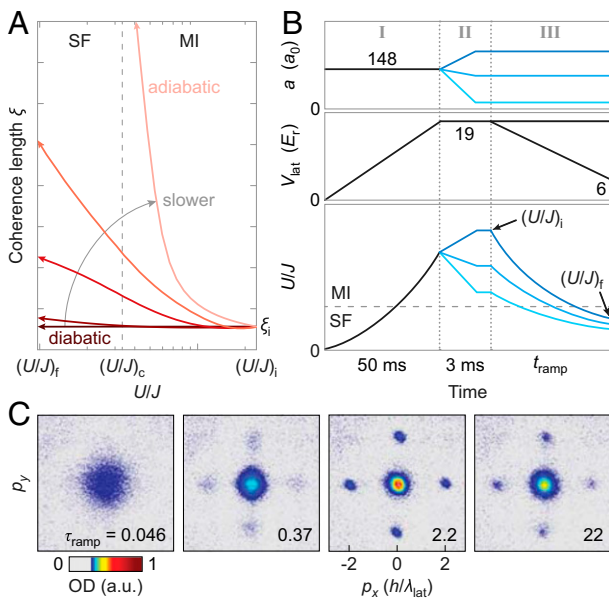 A
SF
MI
Coherence length ξ
adiabatic
slower
diabatic
ξi
(U/J)f
(U/J)c
(U/J)i
U/J
B
I
II
III
a (a0)
148
0
Vlat (Er)
19
6
0
U/J
(U/J)i
(U/J)f
MI
SF
0
50 ms
3 ms
tramp
Time
C
py
τramp = 0.046
0.37
2.2
22
0
1
OD (a.u.)
−2
0
2
px (h/λlat)